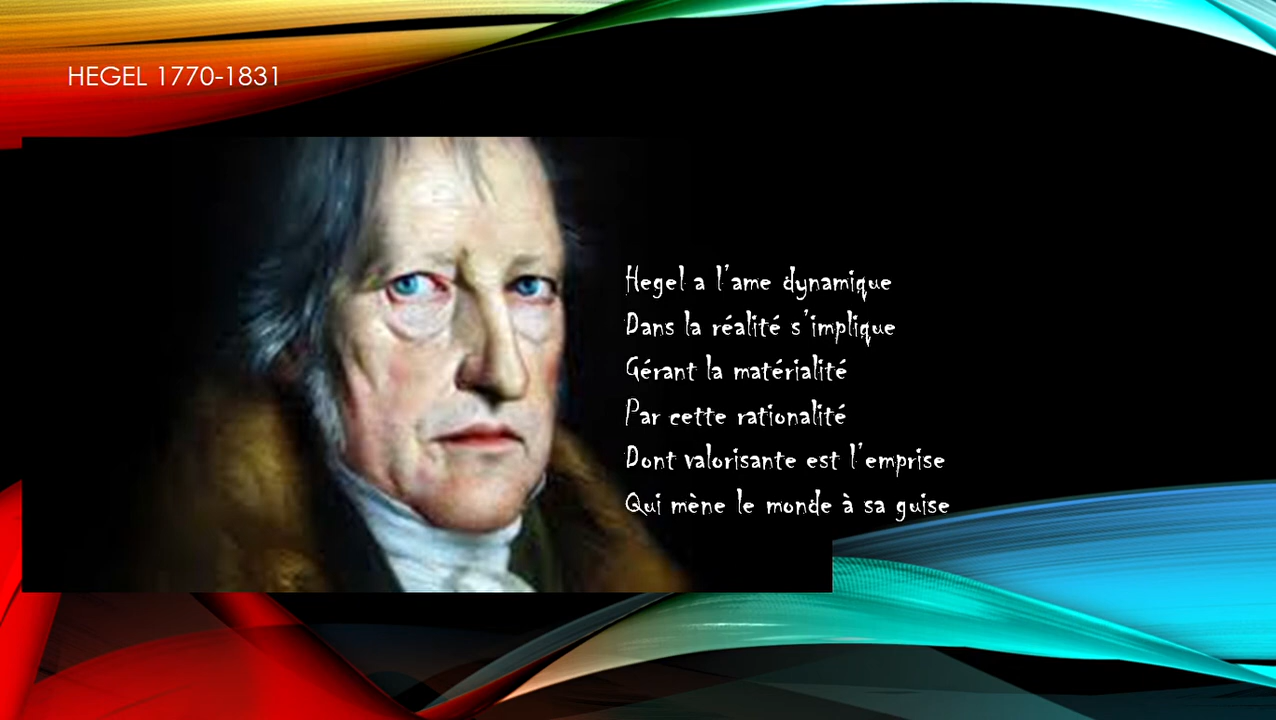 HEGEL 1770-1831
Hegel a l'ame dynamique
Dans la réalité s'implique
Gérant la matérialité
Par cette rationalité
Dont valorisante est l'emprise
Qui mène le monde à sa guise